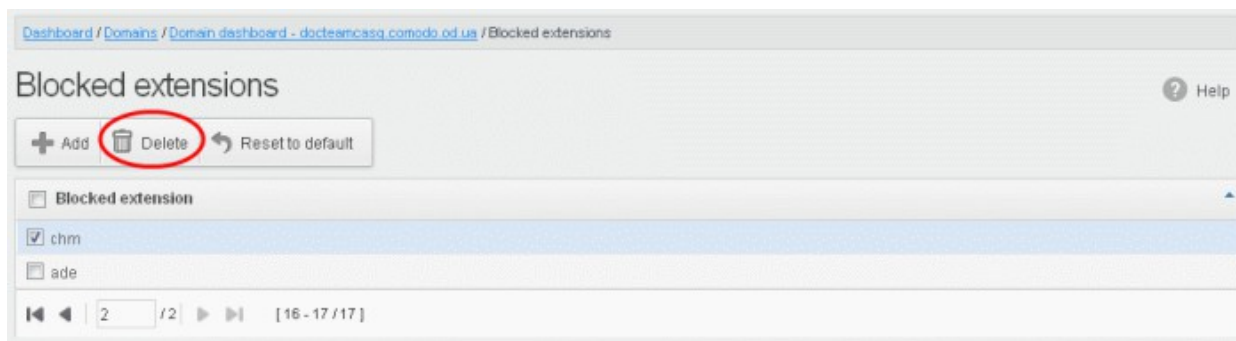 Dashboard / Domains / Domain dashboard - docteamcasg.comodo.od.ua / Blocked extensions
Blocked extensions
Help
Add Delete Reset to default
Blocked extension
chm
ade
2 / 2 [ 16 - 17 / 17 ]